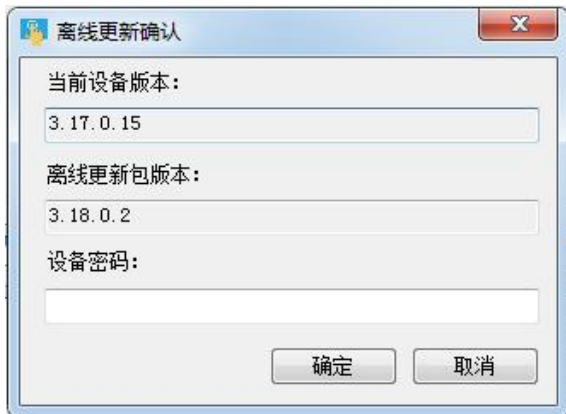 离线更新确认
当前设备版本：
3.17.0.15
离线更新包版本：
3.18.0.2
设备密码：
确定 取消